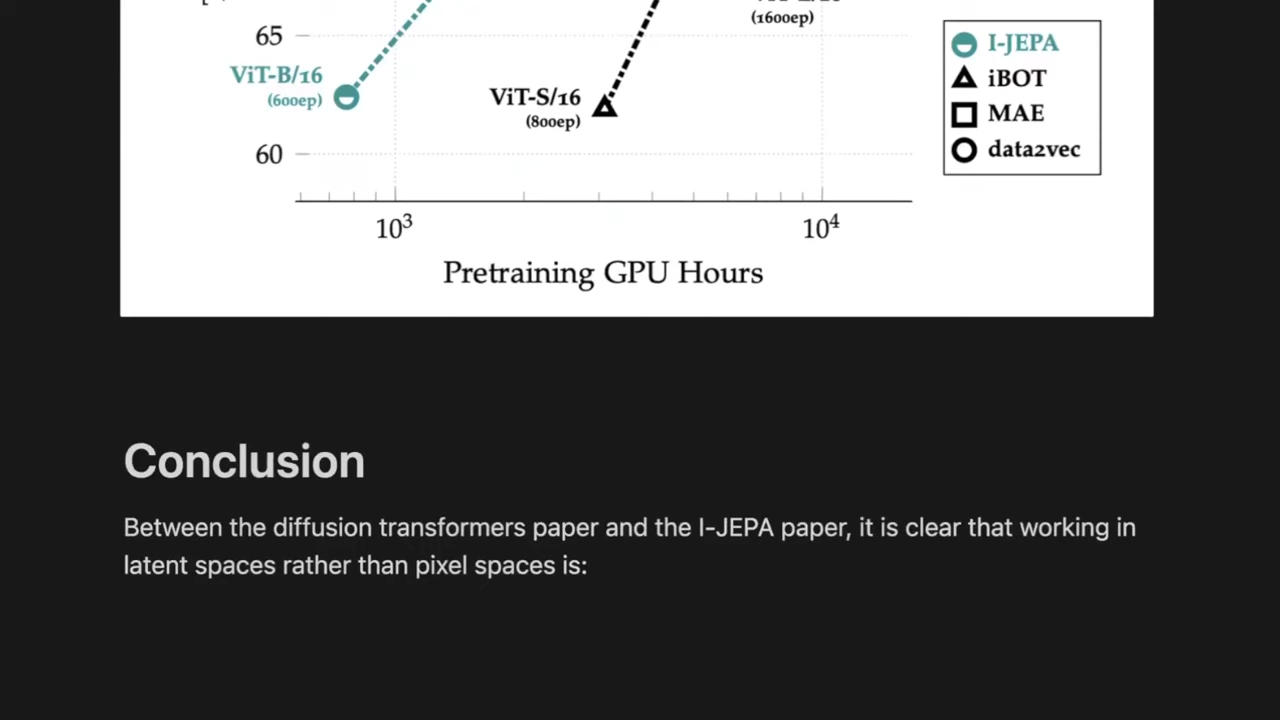 65
(1600ep)
ViT-B/16
(600ep)
ViT-S/16
(800ep)
60
10³
10⁴
Pretraining GPU Hours
I-JEPA
iBOT
MAE
data2vec
Conclusion
Between the diffusion transformers paper and the I-JEPA paper, it is clear that working in
latent spaces rather than pixel spaces is: